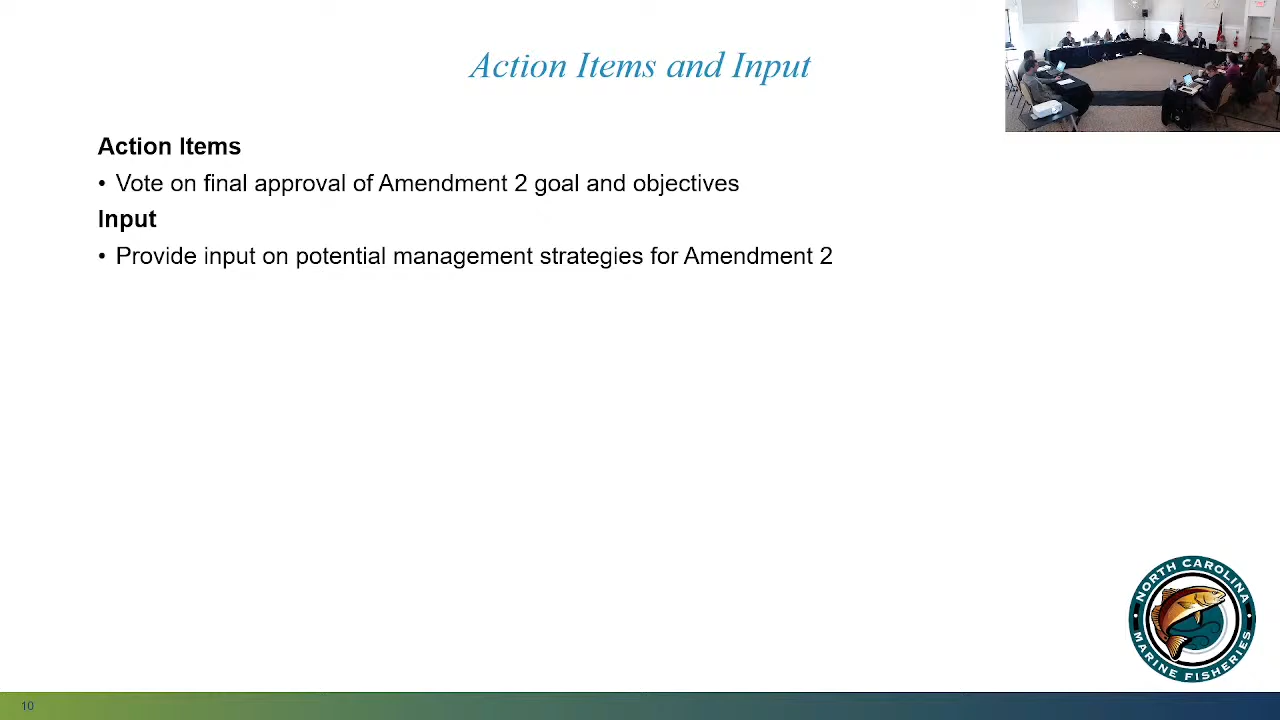 Action Items and Input
Action Items
• Vote on final approval of Amendment 2 goal and objectives
Input
• Provide input on potential management strategies for Amendment 2
NORTH CAROLINA
MARINE FISHERIES
10